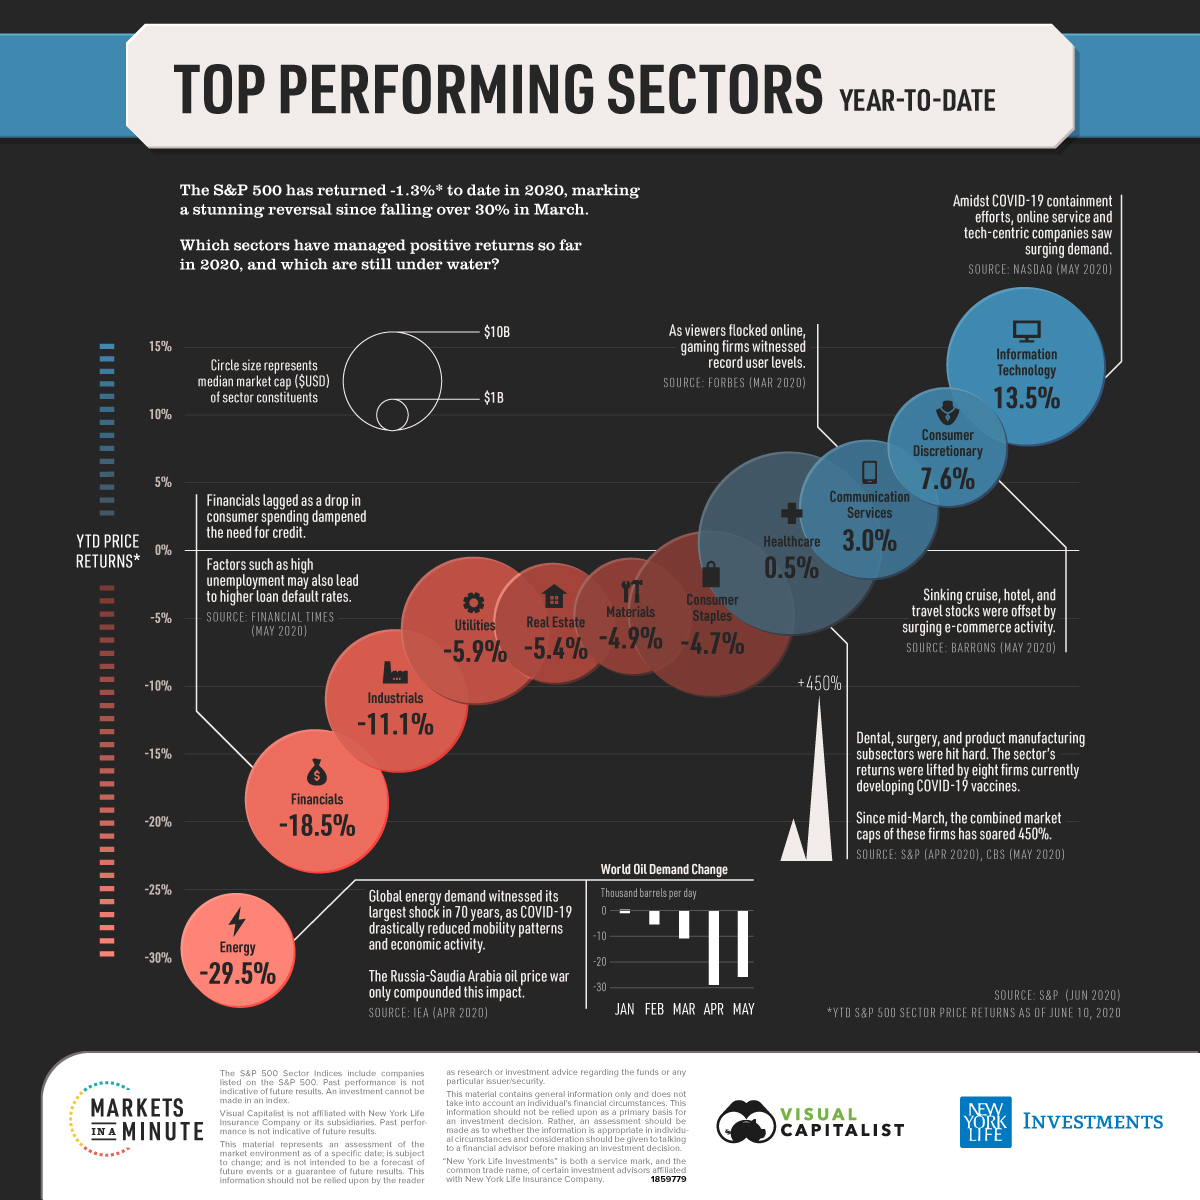 TOP PERFORMING SECTORS YEAR-TO-DATE
The S&P 500 has returned -1.3%* to date in 2020, marking
a stunning reversal since falling over 30% in March.
Which sectors have managed positive returns so far
in 2020, and which are still under water?
Amidst COVID-19 containment
efforts, online service and
tech-centric companies saw
surging demand.
SOURCE: NASDAQ (MAY 2020)
Circle size represents
median market cap ($USD)
of sector constituents
$10B
$1B
As viewers flocked online,
gaming firms witnessed
record user levels.
SOURCE: FORBES (MAR 2020)
15%
10%
5%
0%
-5%
-10%
-15%
-20%
-25%
-30%
YTD PRICE
RETURNS*
Information
Technology
13.5%
Consumer
Discretionary
7.6%
Communication
Services
3.0%
Healthcare
0.5%
Consumer
Staples
-4.7%
Materials
-4.9%
Real Estate
-5.4%
Utilities
-5.9%
Industrials
-11.1%
Financials
-18.5%
Energy
-29.5%
Financials lagged as a drop in
consumer spending dampened
the need for credit.
Factors such as high
unemployment may also lead
to higher loan default rates.
SOURCE: FINANCIAL TIMES
(MAY 2020)
Sinking cruise, hotel, and
travel stocks were offset by
surging e-commerce activity.
SOURCE: BARRONS (MAY 2020)
+450%
Dental, surgery, and product manufacturing
subsectors were hit hard. The sector's
returns were lifted by eight firms currently
developing COVID-19 vaccines.
Since mid-March, the combined market
caps of these firms has soared 450%.
SOURCE: S&P (APR 2020), CBS (MAY 2020)
Global energy demand witnessed its
largest shock in 70 years, as COVID-19
drastically reduced mobility patterns
and economic activity.
The Russia-Saudia Arabia oil price war
only compounded this impact.
SOURCE: IEA (APR 2020)
World Oil Demand Change
Thousand barrels per day
0
-10
-20
-30
JAN FEB MAR APR MAY
SOURCE: S&P (JUN 2020)
*YTD S&P 500 SECTOR PRICE RETURNS AS OF JUNE 10, 2020
MARKETS
IN A MINUTE
The S&P 500 Sector Indices include companies
listed on the S&P 500. Past performance is not
indicative of future results. An investment cannot be
made in an index.
Visual Capitalist is not affiliated with New York Life
Insurance Company or its subsidiaries. Past perfor-
mance is not indicative of future results.
This material represents an assessment of the
market environment as of a specific date; is subject
to change; and is not intended to be a forecast of
future events or a guarantee of future results. This
information should not be relied upon by the reader
as research or investment advice regarding the funds or any
particular issuer/security.
This material contains general information only and does not
take into account an individual's financial circumstances. This
information should not be relied upon as a primary basis for
an investment decision. Rather, an assessment should be
made as to whether the information is appropriate in individu-
al circumstances and consideration should be given to talking
to a financial advisor before making an investment decision.
"New York Life Investments" is both a service mark, and the
common trade name, of certain investment advisors affiliated
with New York Life Insurance Company. 1859779
VISUAL
CAPITALIST
NEW
YORK
LIFE
INVESTMENTS